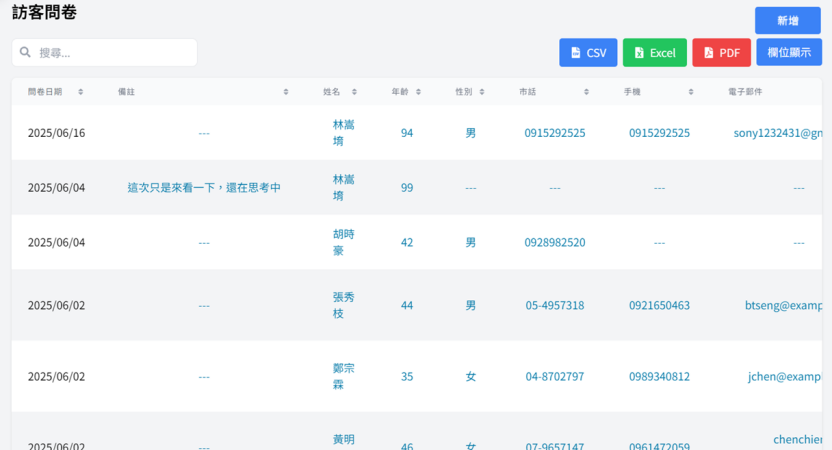 訪客問卷
新增
搜尋...
CSV
Excel
PDF
欄位顯示
問卷日期 備註 姓名 年齡 性別 市話 手機 電子郵件
2025/06/16 --- 林嵩堉 94 男 0915292525 0915292525 sony1232431@gn
2025/06/04 這次只是來看一下，還在思考中 林嵩堉 99 --- --- --- ---
2025/06/04 --- 胡時豪 42 男 0928982520 --- ---
2025/06/02 --- 張秀枝 44 男 05-4957318 0921650463 btseng@examp
2025/06/02 --- 鄭宗霖 35 女 04-8702797 0989340812 jchen@exampl
2025/06/02 --- 黃明 46 女 07-9657147 0961472059 chenchier